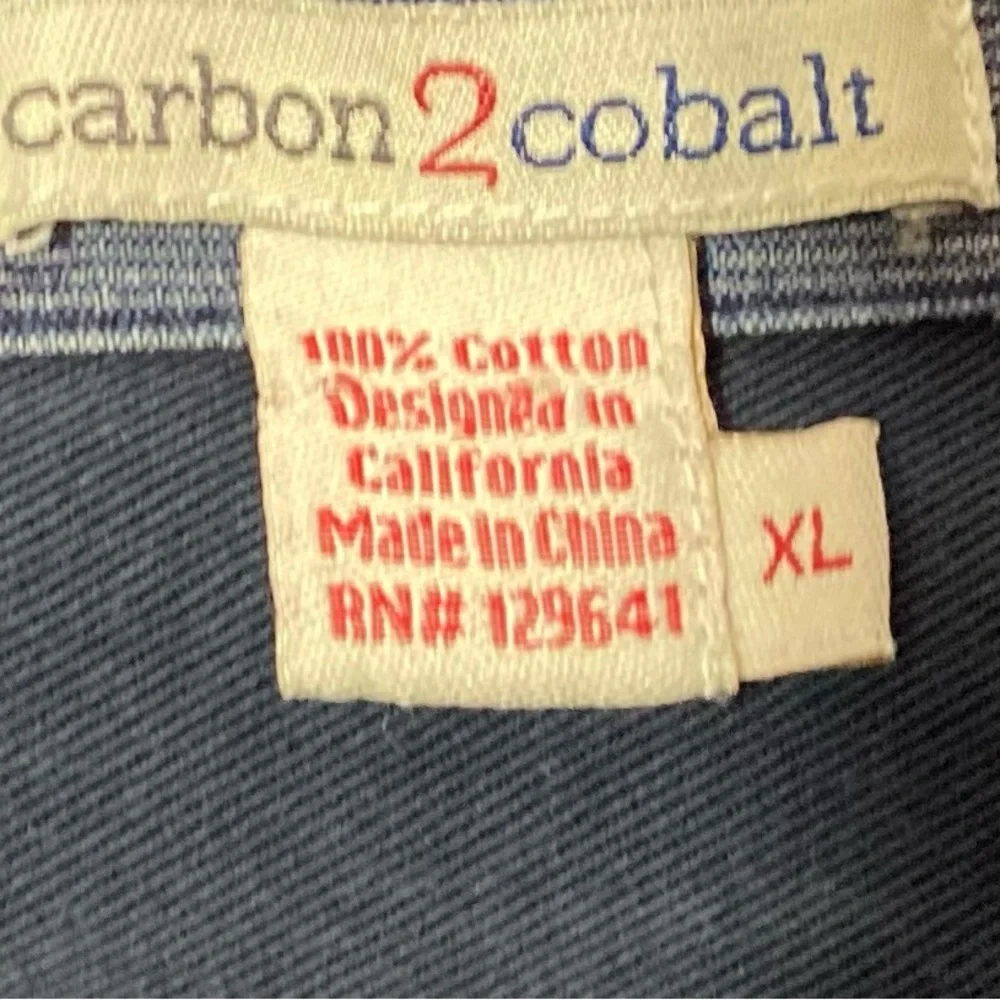 carbon2cobalt
100% Cotton
Designed in
California
Made in China
RN# 129641
XL